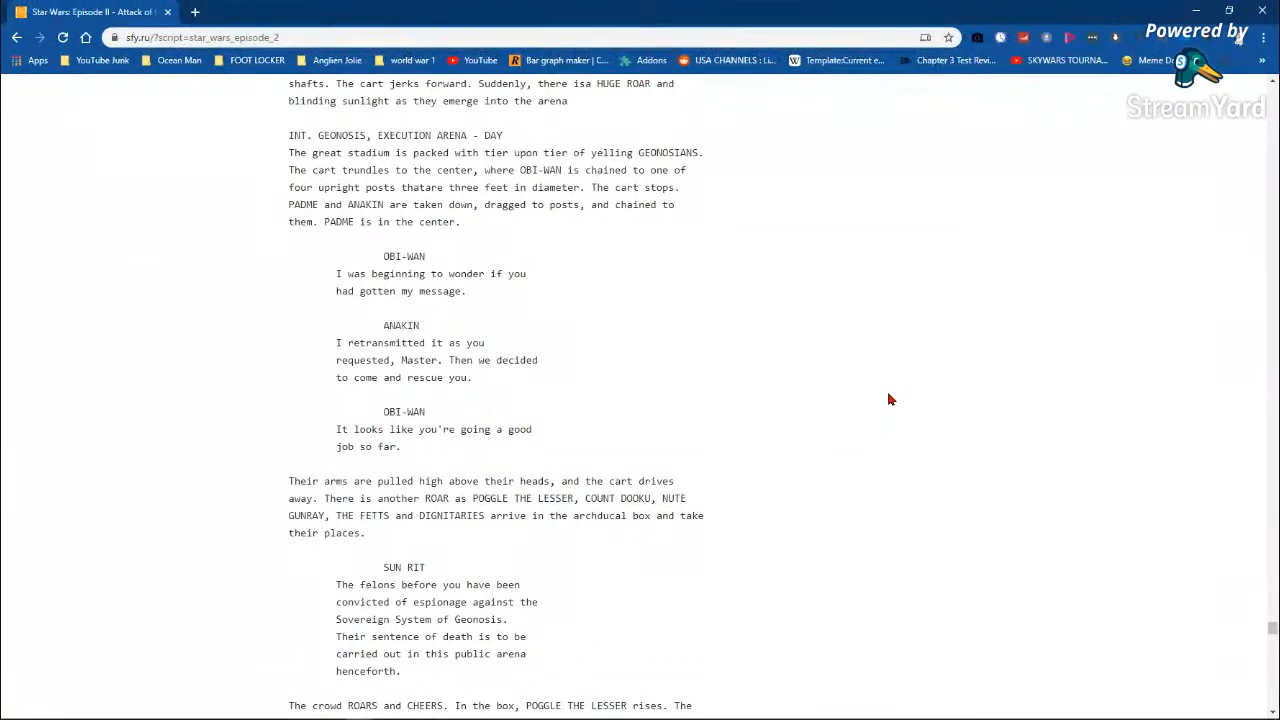 Star Wars: Episode II - Attack of
sfy.ru/?script=star_wars_episode_2
Powered by
Apps YouTube Junk Ocean Man FOOT LOCKER Anglien Jolie world war 1 YouTube Bar graph maker | C... Addons USA CHANNELS : Li... Template:Current e... Chapter 3 Test Revi... SKYWARS TOURNA... Meme De
StreamYard
shafts. The cart jerks forward. Suddenly, there isa HUGE ROAR and
blinding sunlight as they emerge into the arena
INT. GEONOSIS, EXECUTION ARENA - DAY
The great stadium is packed with tier upon tier of yelling GEONOSIANS.
The cart trundles to the center, where OBI-WAN is chained to one of
four upright posts thatare three feet in diameter. The cart stops.
PADME and ANAKIN are taken down, dragged to posts, and chained to
them. PADME is in the center.
OBI-WAN
I was beginning to wonder if you
had gotten my message.
ANAKIN
I retransmitted it as you
requested, Master. Then we decided
to come and rescue you.
OBI-WAN
It looks like you're going a good
job so far.
Their arms are pulled high above their heads, and the cart drives
away. There is another ROAR as POGGLE THE LESSER, COUNT DOOKU, NUTE
GUNRAY, THE FETTS and DIGNITARIES arrive in the archducal box and take
their places.
SUN RIT
The felons before you have been
convicted of espionage against the
Sovereign System of Geonosis.
Their sentence of death is to be
carried out in this public arena
henceforth.
The crowd ROARS and CHEERS. In the box, POGGLE THE LESSER rises. The